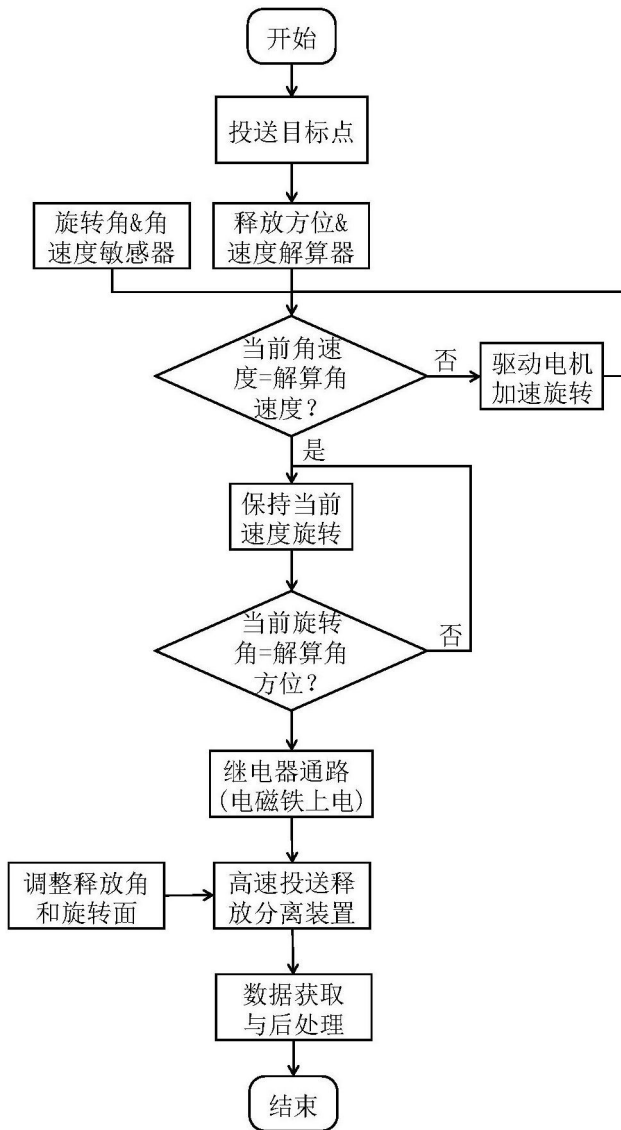 开始
投送目标点
旋转角&角
速度敏感器
释放方位&
速度解算器
当前角速
度=解算角
速度？
否
驱动电机
加速旋转
是
保持当前
速度旋转
当前旋转
角=解算角
方位？
否
继电器通路
(电磁铁上电)
调整释放角
和旋转面
高速投送释
放分离装置
数据获取
与后处理
结束